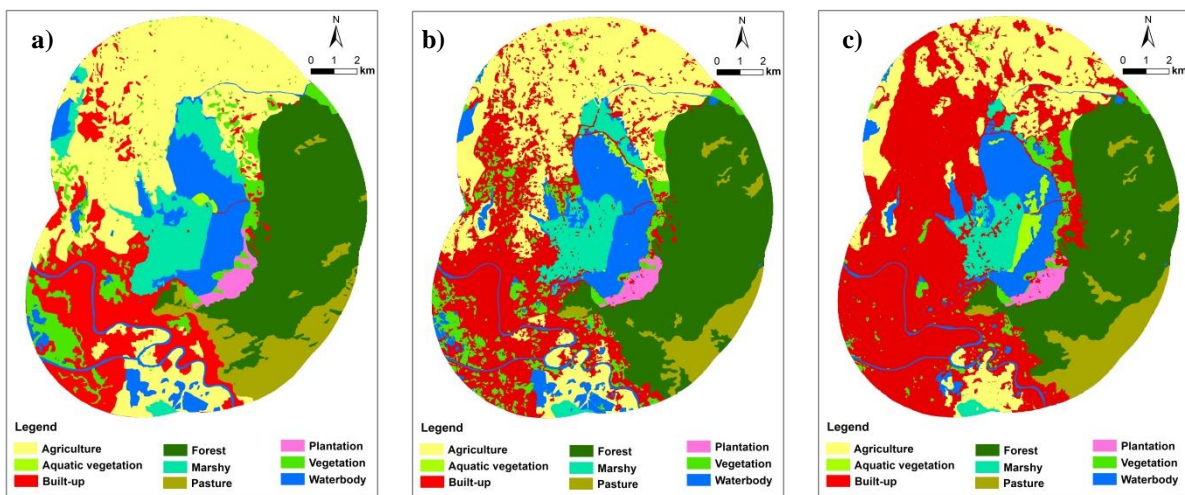 a)
N
0 1 2
km
Legend
Agriculture Forest Plantation
Aquatic vegetation Marshy Vegetation
Built-up Pasture Waterbody
b)
N
0 1 2
km
Legend
Agriculture Forest Plantation
Aquatic vegetation Marshy Vegetation
Built-up Pasture Waterbody
c)
N
0 1 2
km
Legend
Agriculture Forest Plantation
Aquatic vegetation Marshy Vegetation
Built-up Pasture Waterbody